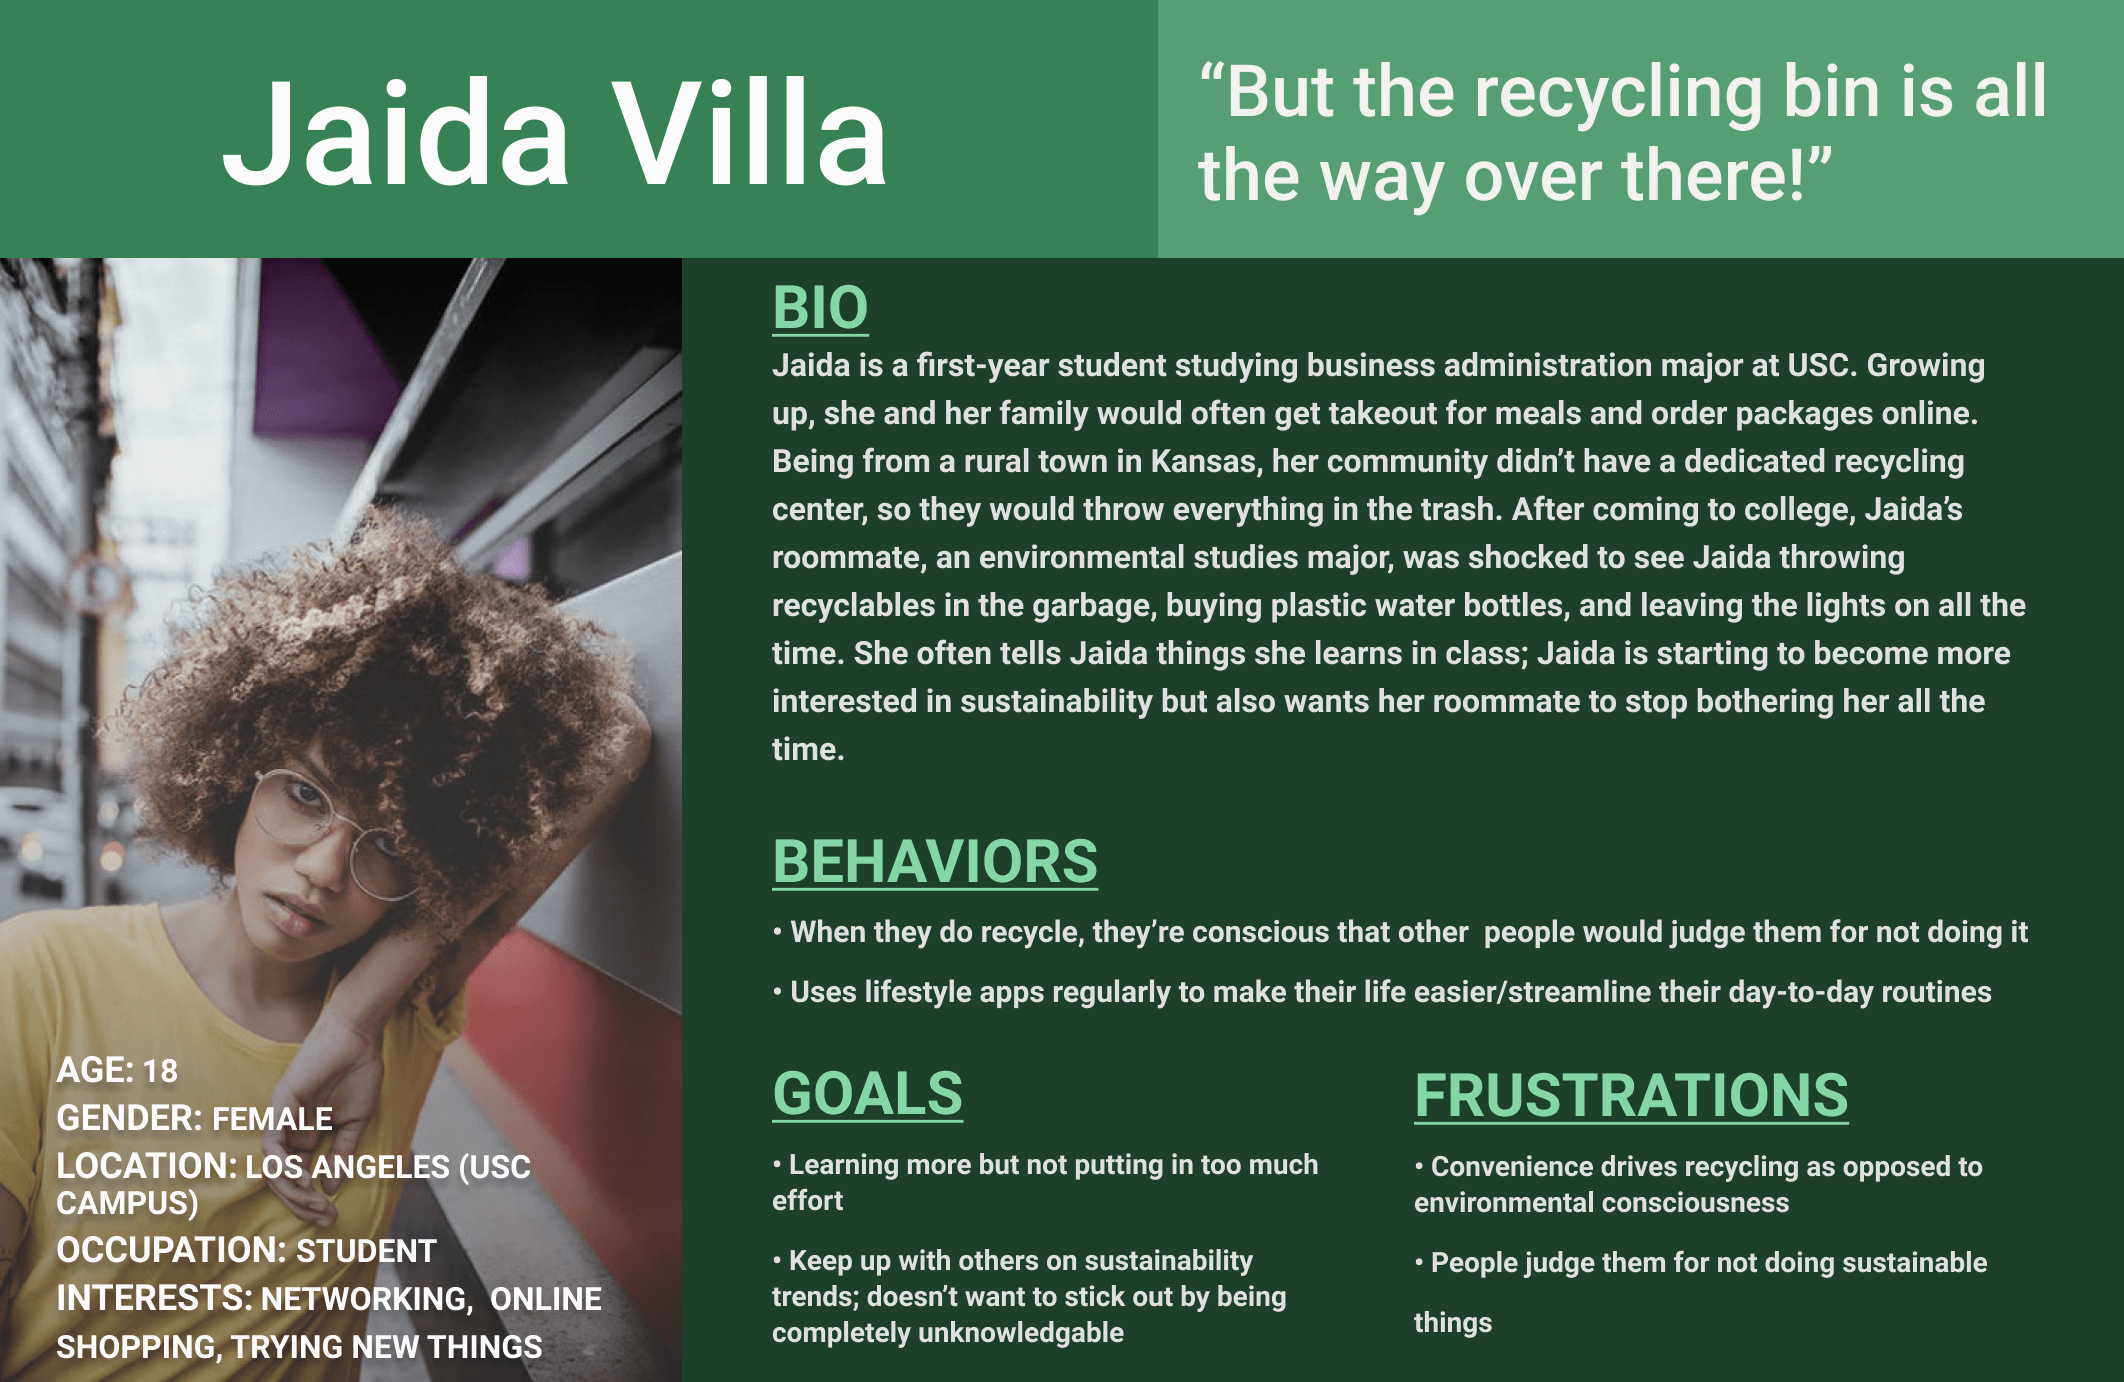 Jaida Villa
“But the recycling bin is all
the way over there!”
BIO
Jaida is a first-year student studying business administration major at USC. Growing
up, she and her family would often get takeout for meals and order packages online.
Being from a rural town in Kansas, her community didn’t have a dedicated recycling
center, so they would throw everything in the trash. After coming to college, Jaida’s
roommate, an environmental studies major, was shocked to see Jaida throwing
recyclables in the garbage, buying plastic water bottles, and leaving the lights on all the
time. She often tells Jaida things she learns in class; Jaida is starting to become more
interested in sustainability but also wants her roommate to stop bothering her all the
time.
BEHAVIORS
• When they do recycle, they’re conscious that other  people would judge them for not doing it
• Uses lifestyle apps regularly to make their life easier/streamline their day-to-day routines
GOALS
• Learning more but not putting in too much
effort
• Keep up with others on sustainability
trends; doesn’t want to stick out by being
completely unknowledgable
FRUSTRATIONS
• Convenience drives recycling as opposed to
environmental consciousness
• People judge them for not doing sustainable
things
AGE: 18
GENDER: FEMALE
LOCATION: LOS ANGELES (USC
CAMPUS)
OCCUPATION: STUDENT
INTERESTS: NETWORKING,  ONLINE
SHOPPING, TRYING NEW THINGS